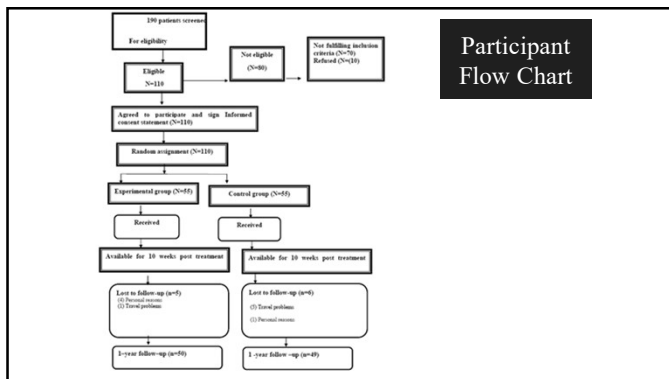 190 patients screened
For eligibility
Participant
Flow Chart
Not eligible
Not fulfilling inclusion
criteria (N=70)
Refused (N=(10)
Eligible
N=110
Agreed to participate and sign Informed
consent statement (N=110)
Random assignment (N=110)
Experimental group (N=55)
Control group (N=55)
Received
Received
Available for 10 weeks post treatment
Available for 10 weeks post treatment
Lost to follow-up (n=5)
(4) Personal reasons
(1) Travel problems
Lost to follow-up (n=6)
Travel problems
(1) Personal reasons
1-year follow-up (n=50)
1 -year follow –up (n=49)